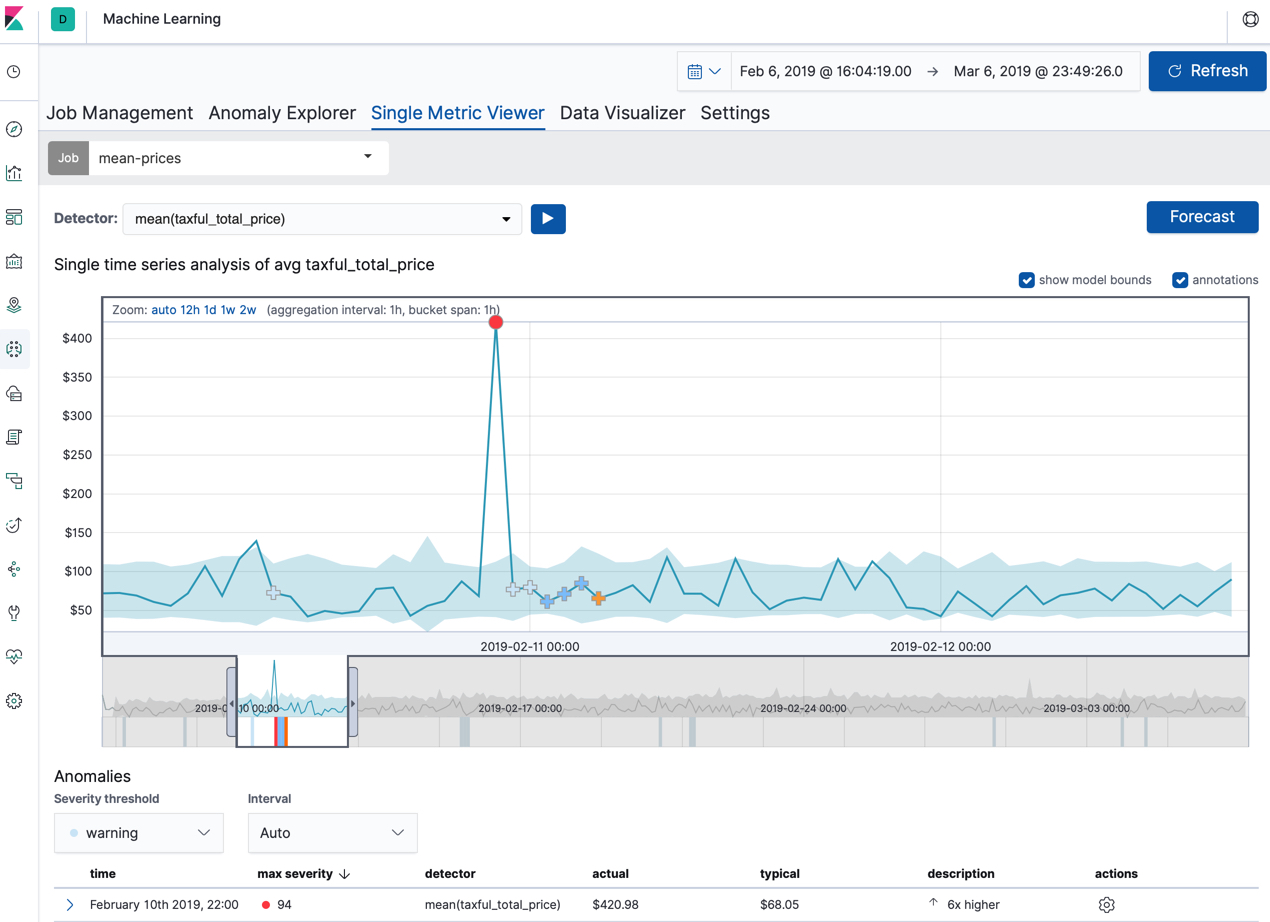 D Machine Learning
Feb 6, 2019 @ 16:04:19.00 → Mar 6, 2019 @ 23:49:26.0 Refresh
Job Management Anomaly Explorer Single Metric Viewer Data Visualizer Settings
Job mean-prices
Detector: mean(taxful_total_price) Forecast
Single time series analysis of avg taxful_total_price
show model bounds annotations
Zoom: auto 12h 1d 1w 2w (aggregation interval: 1h, bucket span: 1h)
$400
$350
$300
$250
$200
$150
$100
$50
2019-02-11 00:00 2019-02-12 00:00
2019-0 10 00:00 2019-02-17 00:00 2019-02-24 00:00 2019-03-03 00:00
Anomalies
Severity threshold Interval
warning Auto
time max severity ↓ detector actual typical description actions
February 10th 2019, 22:00 94 mean(taxful_total_price) $420.98 $68.05 ↑ 6x higher